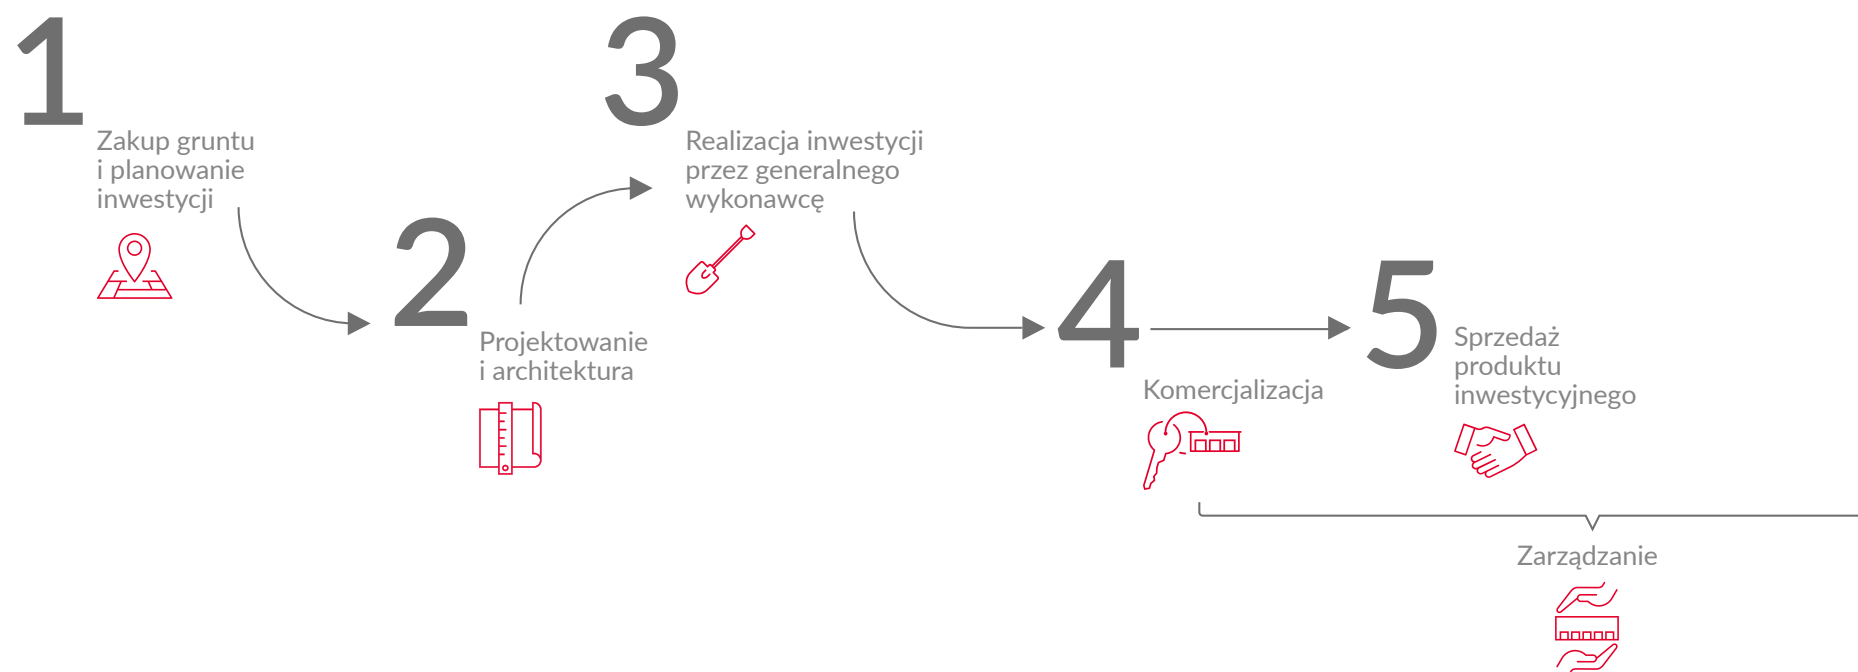 1
Zakup gruntu
i planowanie
inwestycji
2
Projektowanie
i architektura
3
Realizacja inwestycji
przez generalnego
wykonawcę
4
Komercjalizacja
5
Sprzedaż
produktu
inwestycyjnego
Zarządzanie